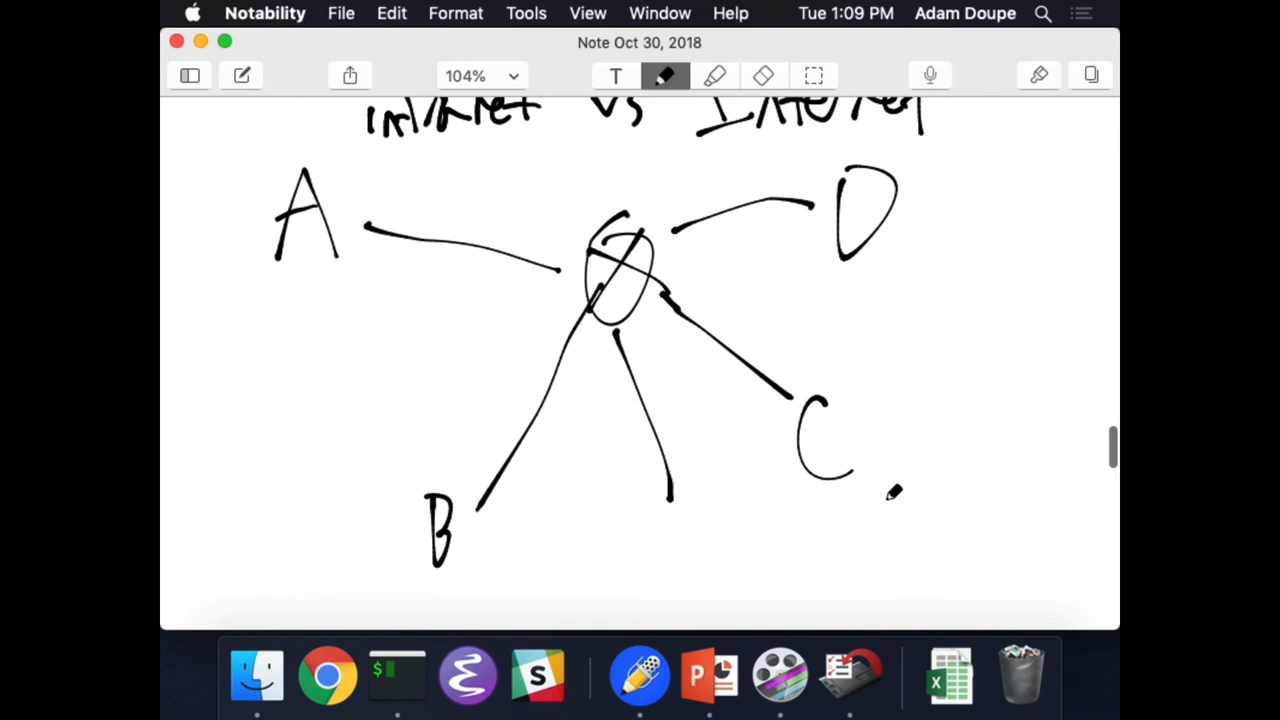 Notability File Edit Format Tools View Window Help Tue 1:09 PM Adam Doupe
Note Oct 30, 2018
104% T
intranet vs Internet
A D
C
B
$
S
P
X